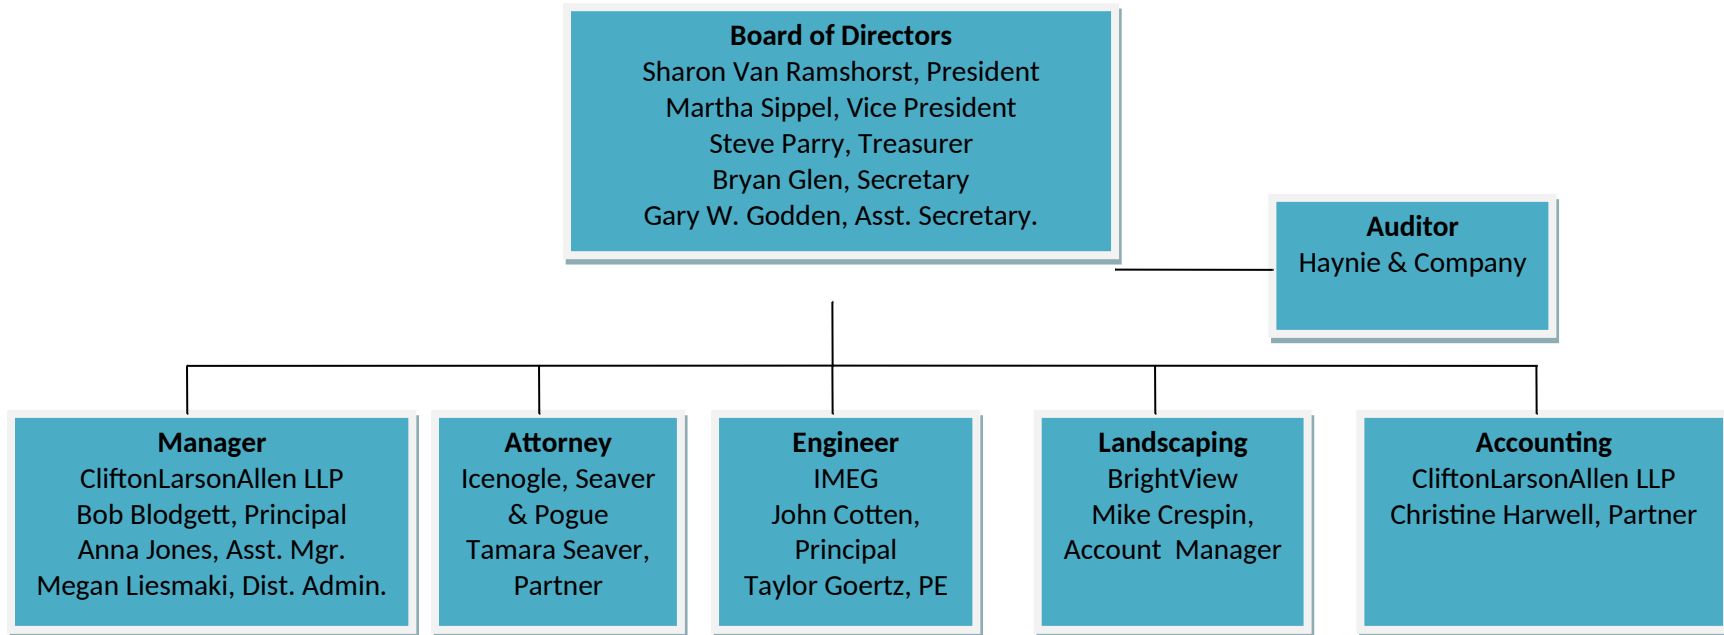 Board of Directors
Sharon Van Ramshorst, President
Martha Sippel, Vice President
Steve Parry, Treasurer
Bryan Glen, Secretary
Gary W. Godden, Asst. Secretary.
Auditor
Haynie & Company
Manager
CliftonLarsonAllen LLP
Bob Blodgett, Principal
Anna Jones, Asst. Mgr.
Megan Liesmaki, Dist. Admin.
Attorney
Icenogle, Seaver
& Pogue
Tamara Seaver,
Partner
Engineer
IMEG
John Cotten,
Principal
Taylor Goertz, PE
Landscaping
BrightView
Mike Crespin,
Account  Manager
Accounting
CliftonLarsonAllen LLP
Christine Harwell, Partner